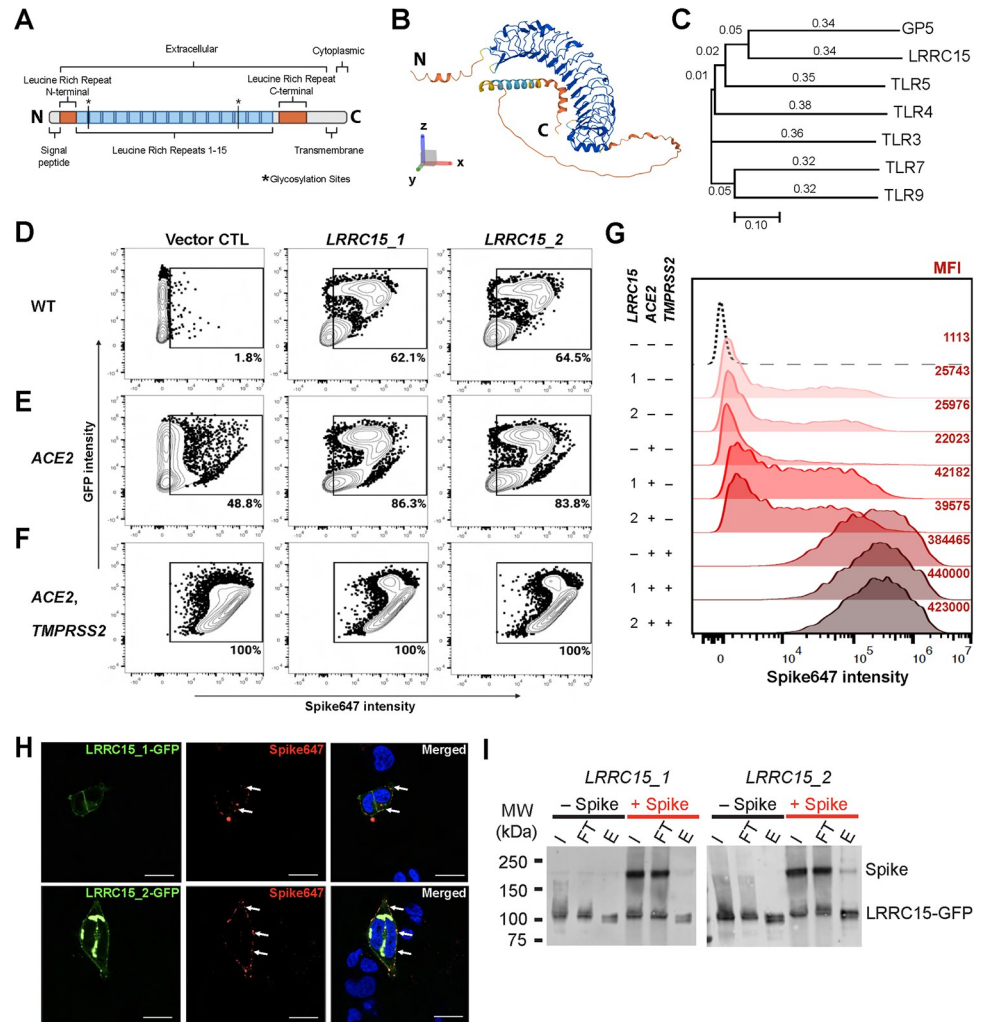 A
Extracellular
Cytoplasmic
Leucine Rich Repeat
N-terminal
Leucine Rich Repeat
C-terminal
*
*
N
C
Signal
peptide
Leucine Rich Repeats 1-15
Transmembrane
*Glycosylation Sites
B
N
C
z
x
y
C
0.34
GP5
0.05
0.34
LRRC15
0.02
0.35
TLR5
0.01
0.38
TLR4
0.36
TLR3
0.32
TLR7
0.05
0.32
TLR9
0.10
D
Vector CTL
LRRC15_1
LRRC15_2
WT
1.8%
62.1%
64.5%
E
ACE2
48.8%
86.3%
83.8%
F
ACE2,
TMPRSS2
100%
100%
100%
GFP intensity
Spike647 intensity
G
LRRC15
ACE2
TMPRSS2
MFI
– – – 1113
1 – – 25743
2 – – 25976
– + – 22023
1 + – 42182
2 + – 39575
– + + 384465
1 + + 440000
2 + + 423000
0 10⁴ 10⁵ 10⁶ 10⁷
Spike647 intensity
H
LRRC15_1-GFP
Spike647
Merged
LRRC15_2-GFP
Spike647
Merged
I
LRRC15_1
LRRC15_2
– Spike
+ Spike
– Spike
+ Spike
MW
(kDa)
I FT E I FT E
I FT E I FT E
250
150
100
75
Spike
LRRC15-GFP